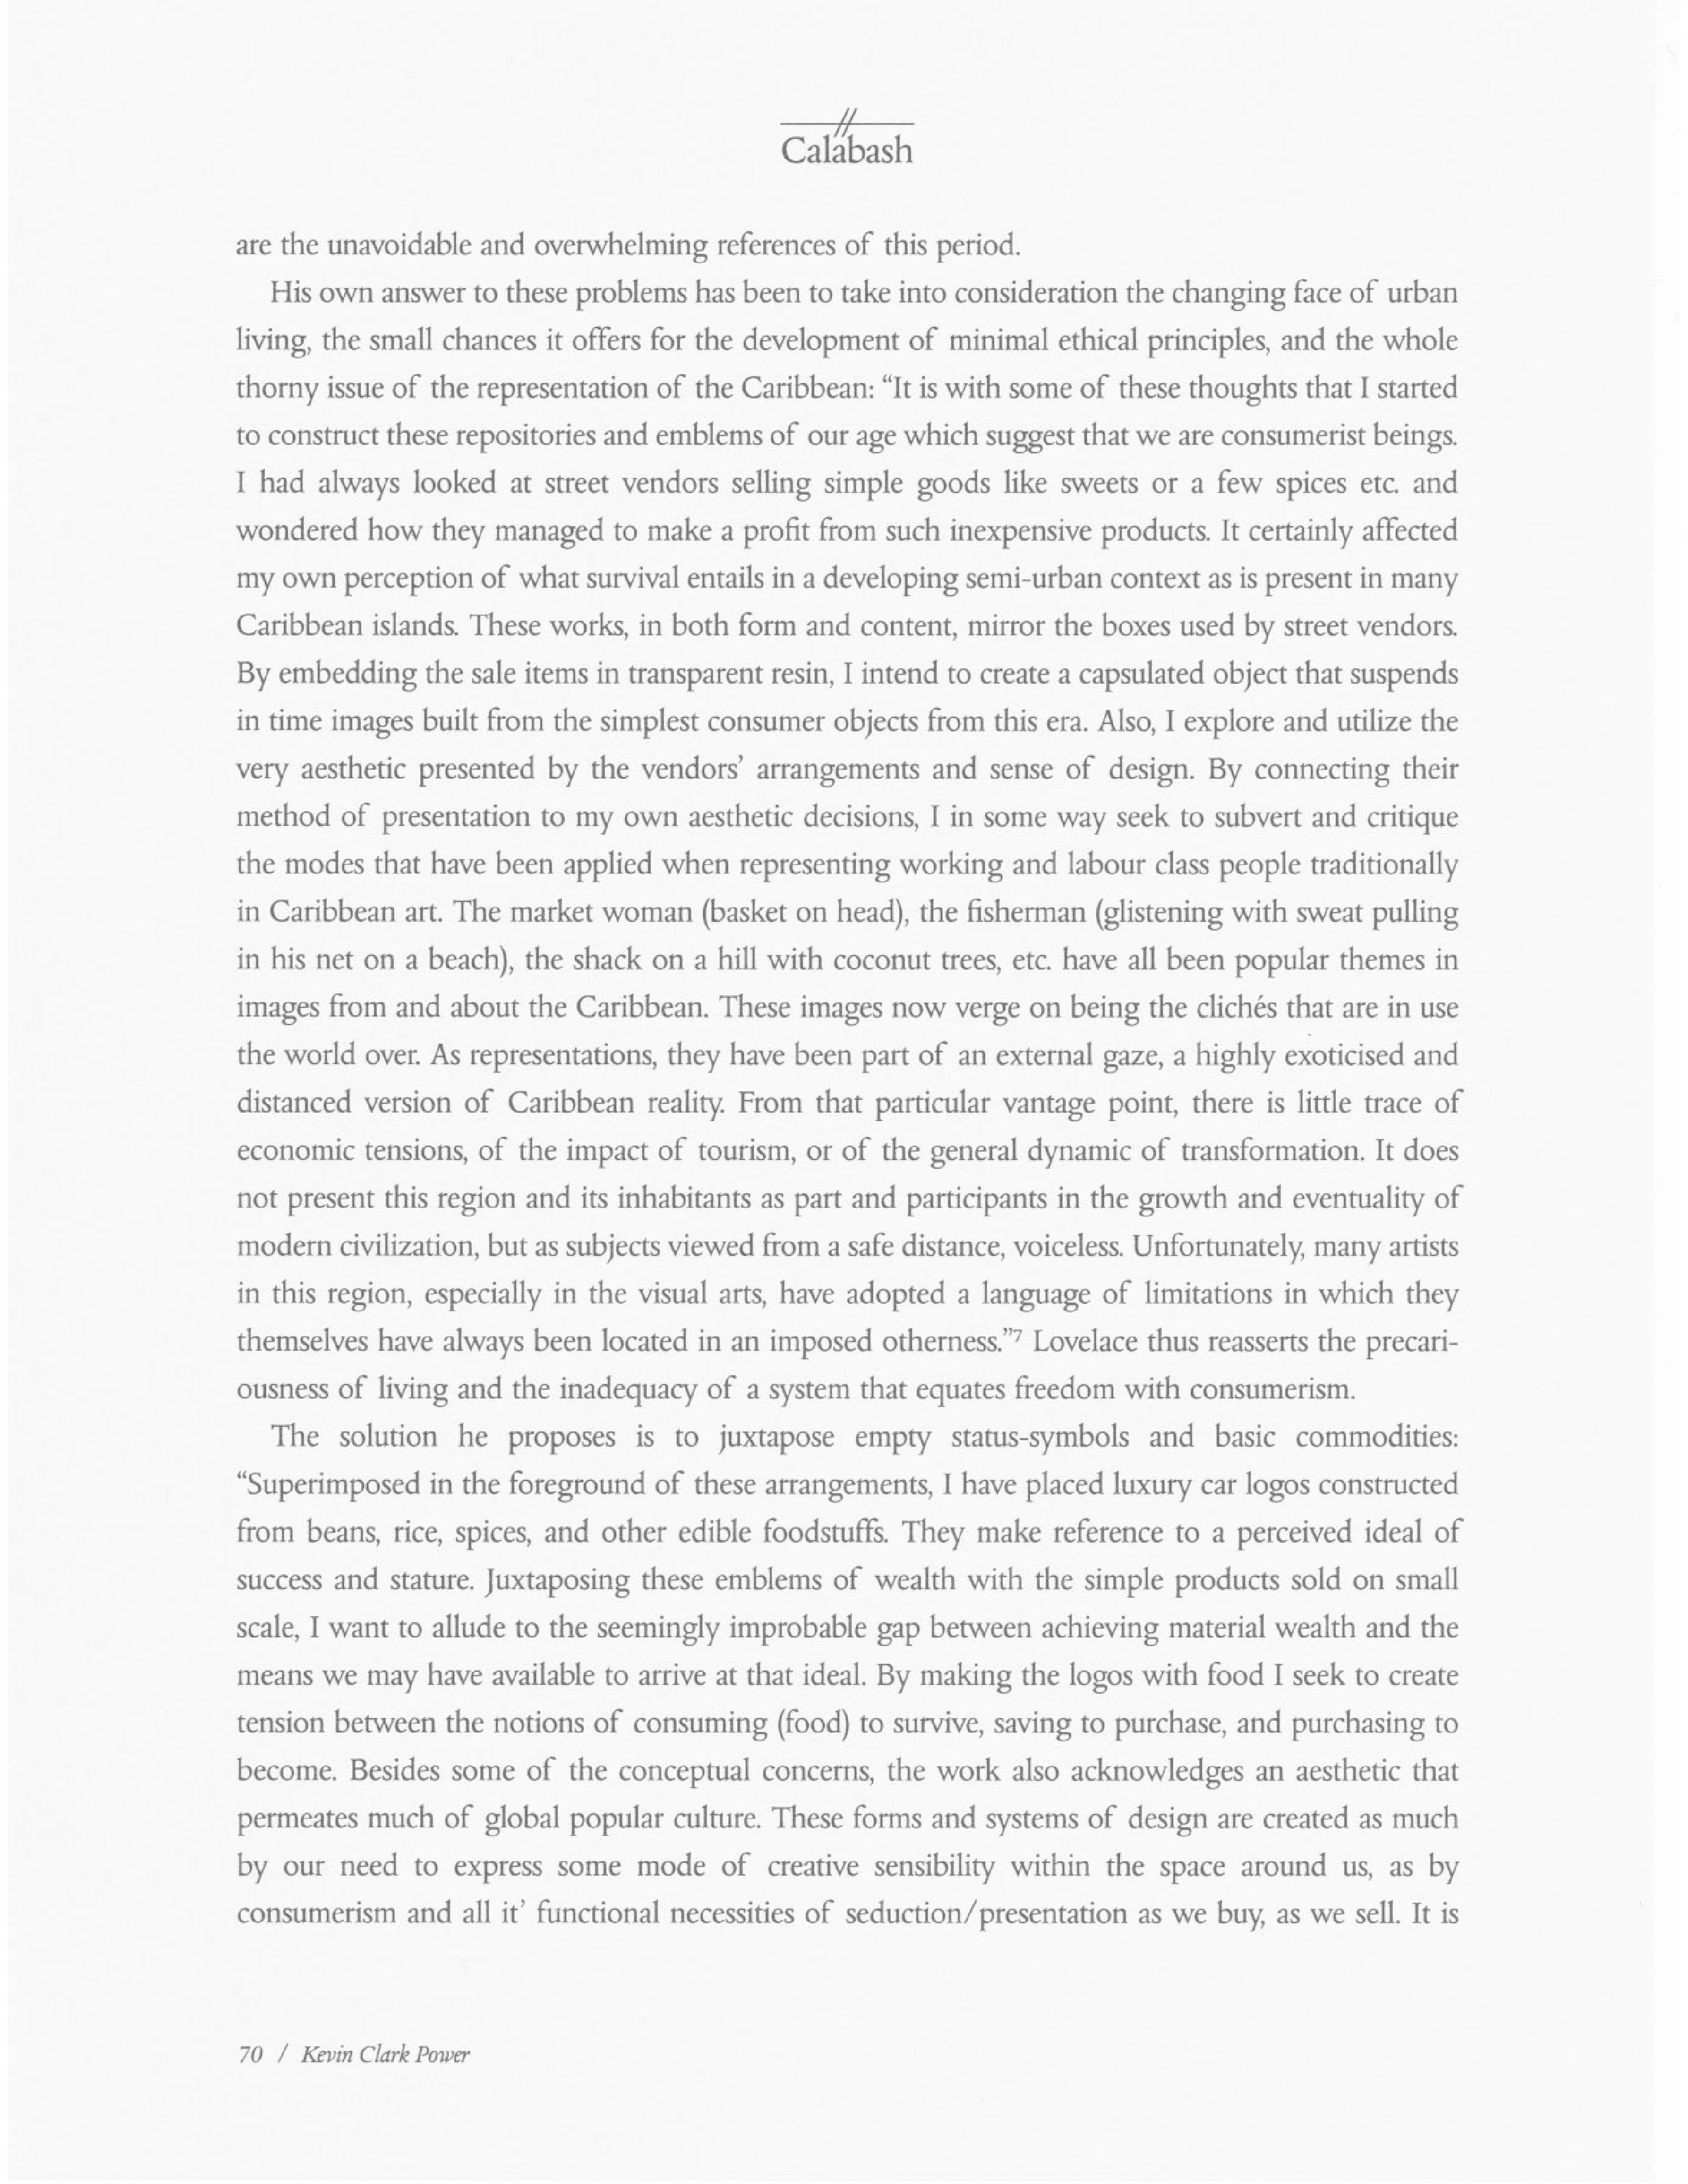 Calabash
are the unavoidable and overwhelming references of this period.
His own answer to these problems has been to take into consideration the changing face of urban
living, the small chances it offers for the development of minimal ethical principles, and the whole
thorny issue of the representation of the Caribbean: “It is with some of these thoughts that I started
to construct these repositories and emblems of our age which suggest that we are consumerist beings.
I had always looked at street vendors selling simple goods like sweets or a few spices etc. and
wondered how they managed to make a profit from such inexpensive products. It certainly affected
my own perception of what survival entails in a developing semi-urban context as is present in many
Caribbean islands. These works, in both form and content, mirror the boxes used by street vendors.
By embedding the sale items in transparent resin, I intend to create a capsulated object that suspends
in time images built from the simplest consumer objects from this era. Also, I explore and utilize the
very aesthetic presented by the vendors’ arrangements and sense of design. By connecting their
method of presentation to my own aesthetic decisions, I in some way seek to subvert and critique
the modes that have been applied when representing working and labour class people traditionally
in Caribbean art. The market woman (basket on head), the fisherman (glistening with sweat pulling
in his net on a beach), the shack on a hill with coconut trees, etc. have all been popular themes in
images from and about the Caribbean. These images now verge on being the clichés that are in use
the world over. As representations, they have been part of an external gaze, a highly exoticised and
distanced version of Caribbean reality. From that particular vantage point, there is little trace of
economic tensions, of the impact of tourism, or of the general dynamic of transformation. It does
not present this region and its inhabitants as part and participants in the growth and eventuality of
modern civilization, but as subjects viewed from a safe distance, voiceless. Unfortunately, many artists
in this region, especially in the visual arts, have adopted a language of limitations in which they
themselves have always been located in an imposed otherness.”7 Lovelace thus reasserts the precari-
ousness of living and the inadequacy of a system that equates freedom with consumerism.
The solution he proposes is to juxtapose empty status-symbols and basic commodities:
“Superimposed in the foreground of these arrangements, I have placed luxury car logos constructed
from beans, rice, spices, and other edible foodstuffs. They make reference to a perceived ideal of
success and stature. Juxtaposing these emblems of wealth with the simple products sold on small
scale, I want to allude to the seemingly improbable gap between achieving material wealth and the
means we may have available to arrive at that ideal. By making the logos with food I seek to create
tension between the notions of consuming (food) to survive, saving to purchase, and purchasing to
become. Besides some of the conceptual concerns, the work also acknowledges an aesthetic that
permeates much of global popular culture. These forms and systems of design are created as much
by our need to express some mode of creative sensibility within the space around us, as by
consumerism and all it’ functional necessities of seduction/presentation as we buy, as we sell. It is
70 / Kevin Clark Power